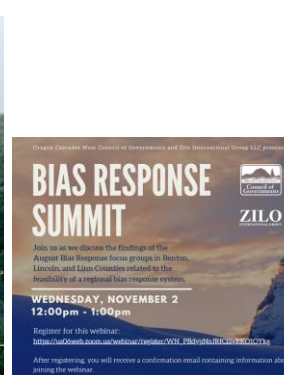 Oregon Cascades West Council of Governments and Zilo International Group LLC present
BIAS RESPONSE
SUMMIT
Council of
Governments
ZILO
INTERNATIONAL GROUP
Join us as we discuss the findings of the
August Bias Response focus groups in Benton,
Lincoln, and Linn Counties related to the
feasibility of a regional bias response system.
WEDNESDAY, NOVEMBER 2
12:00pm - 1:00pm
Register for this webinar:
After registering, you will receive a confirmation email containing information abo
joining the webinar